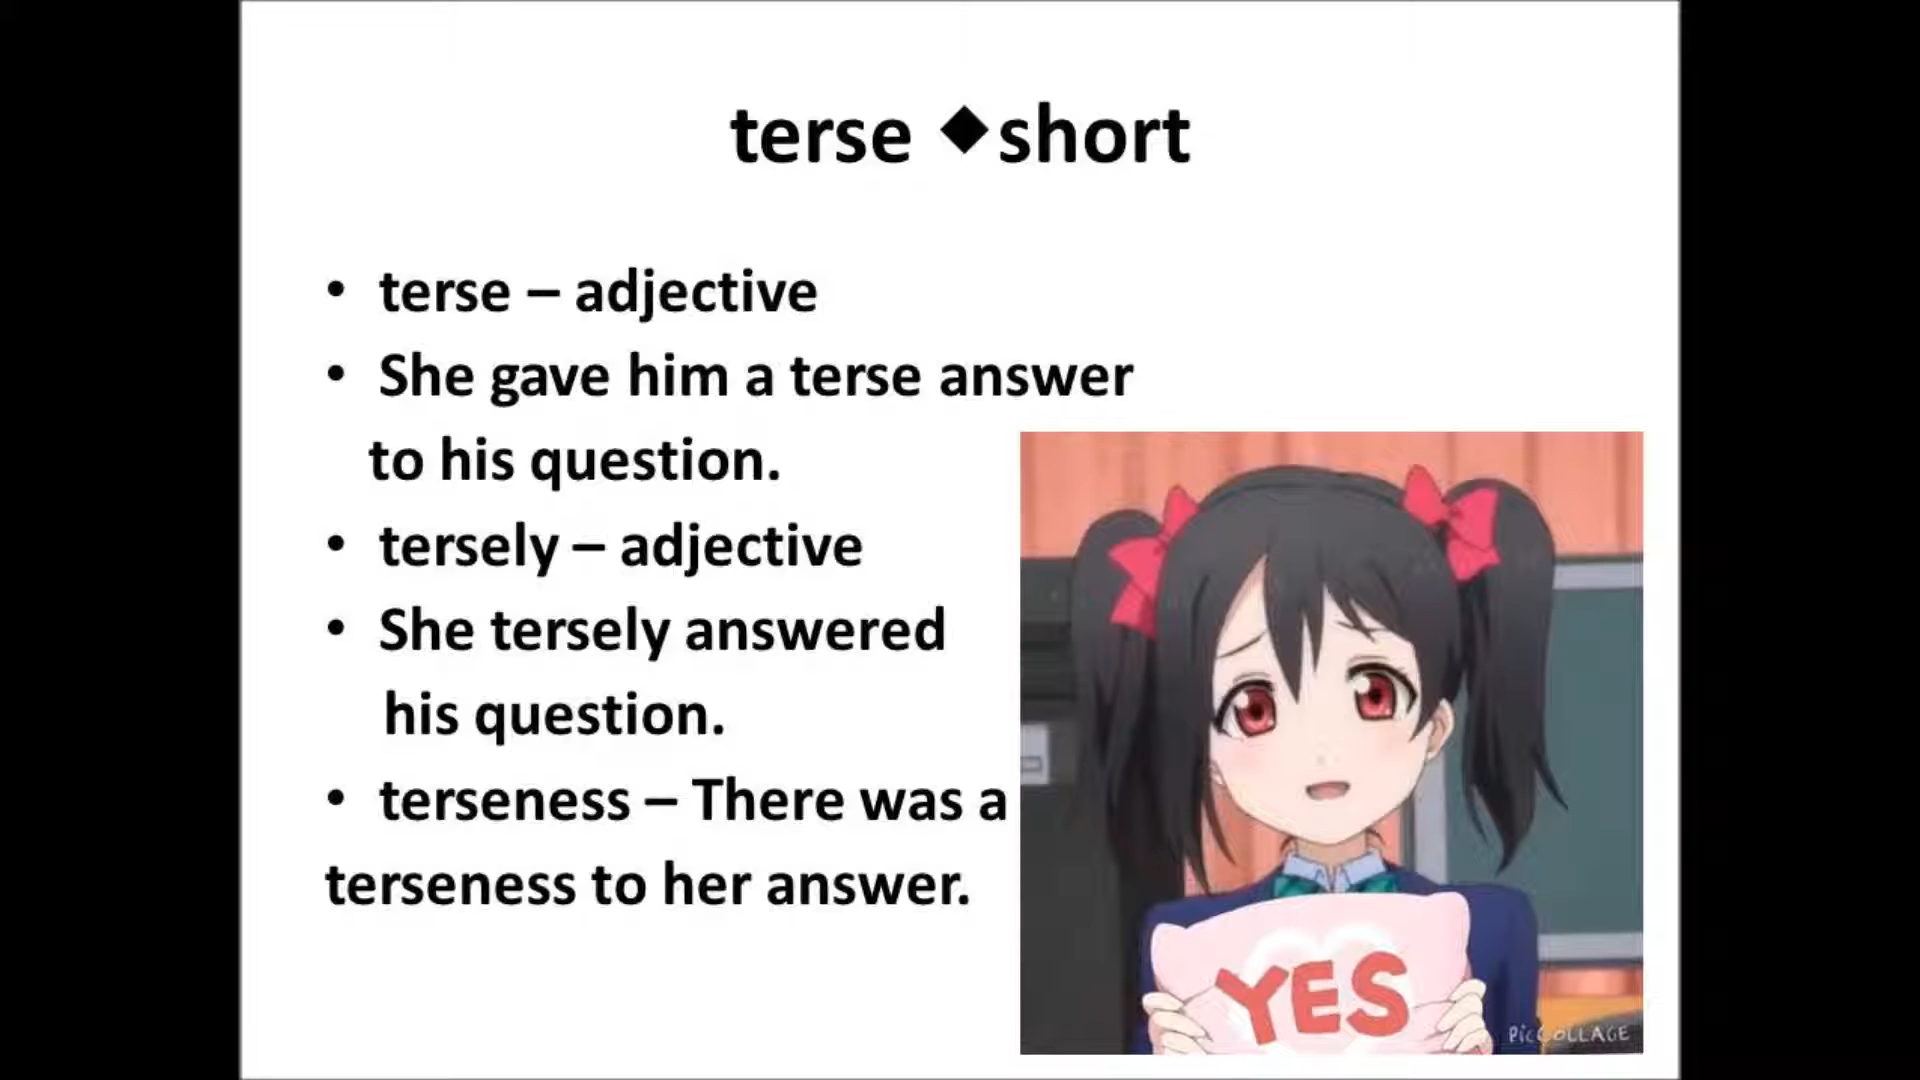 terse ◆short
• terse – adjective
• She gave him a terse answer
to his question.
• tersely – adjective
• She tersely answered
his question.
• terseness – There was a
terseness to her answer.
YES
PiCCOLLAGE